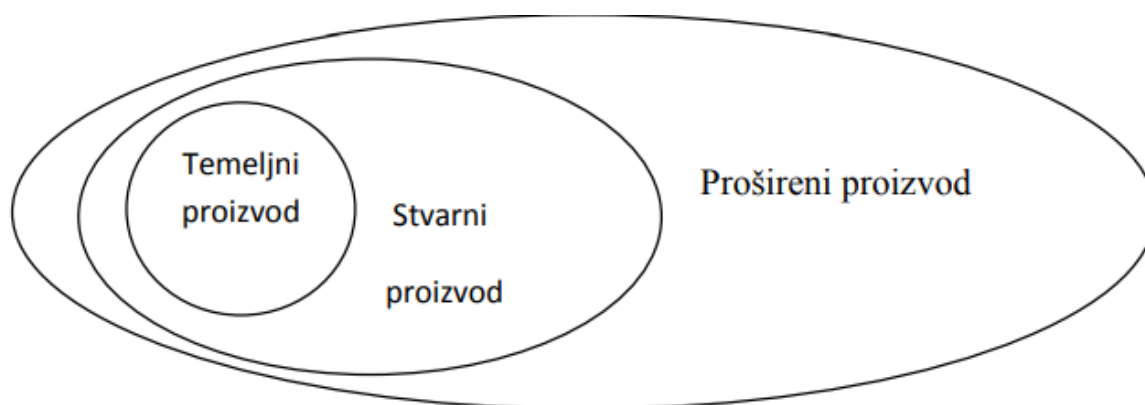 Temeljni
proizvod
Stvarni
proizvod
Prošireni proizvod